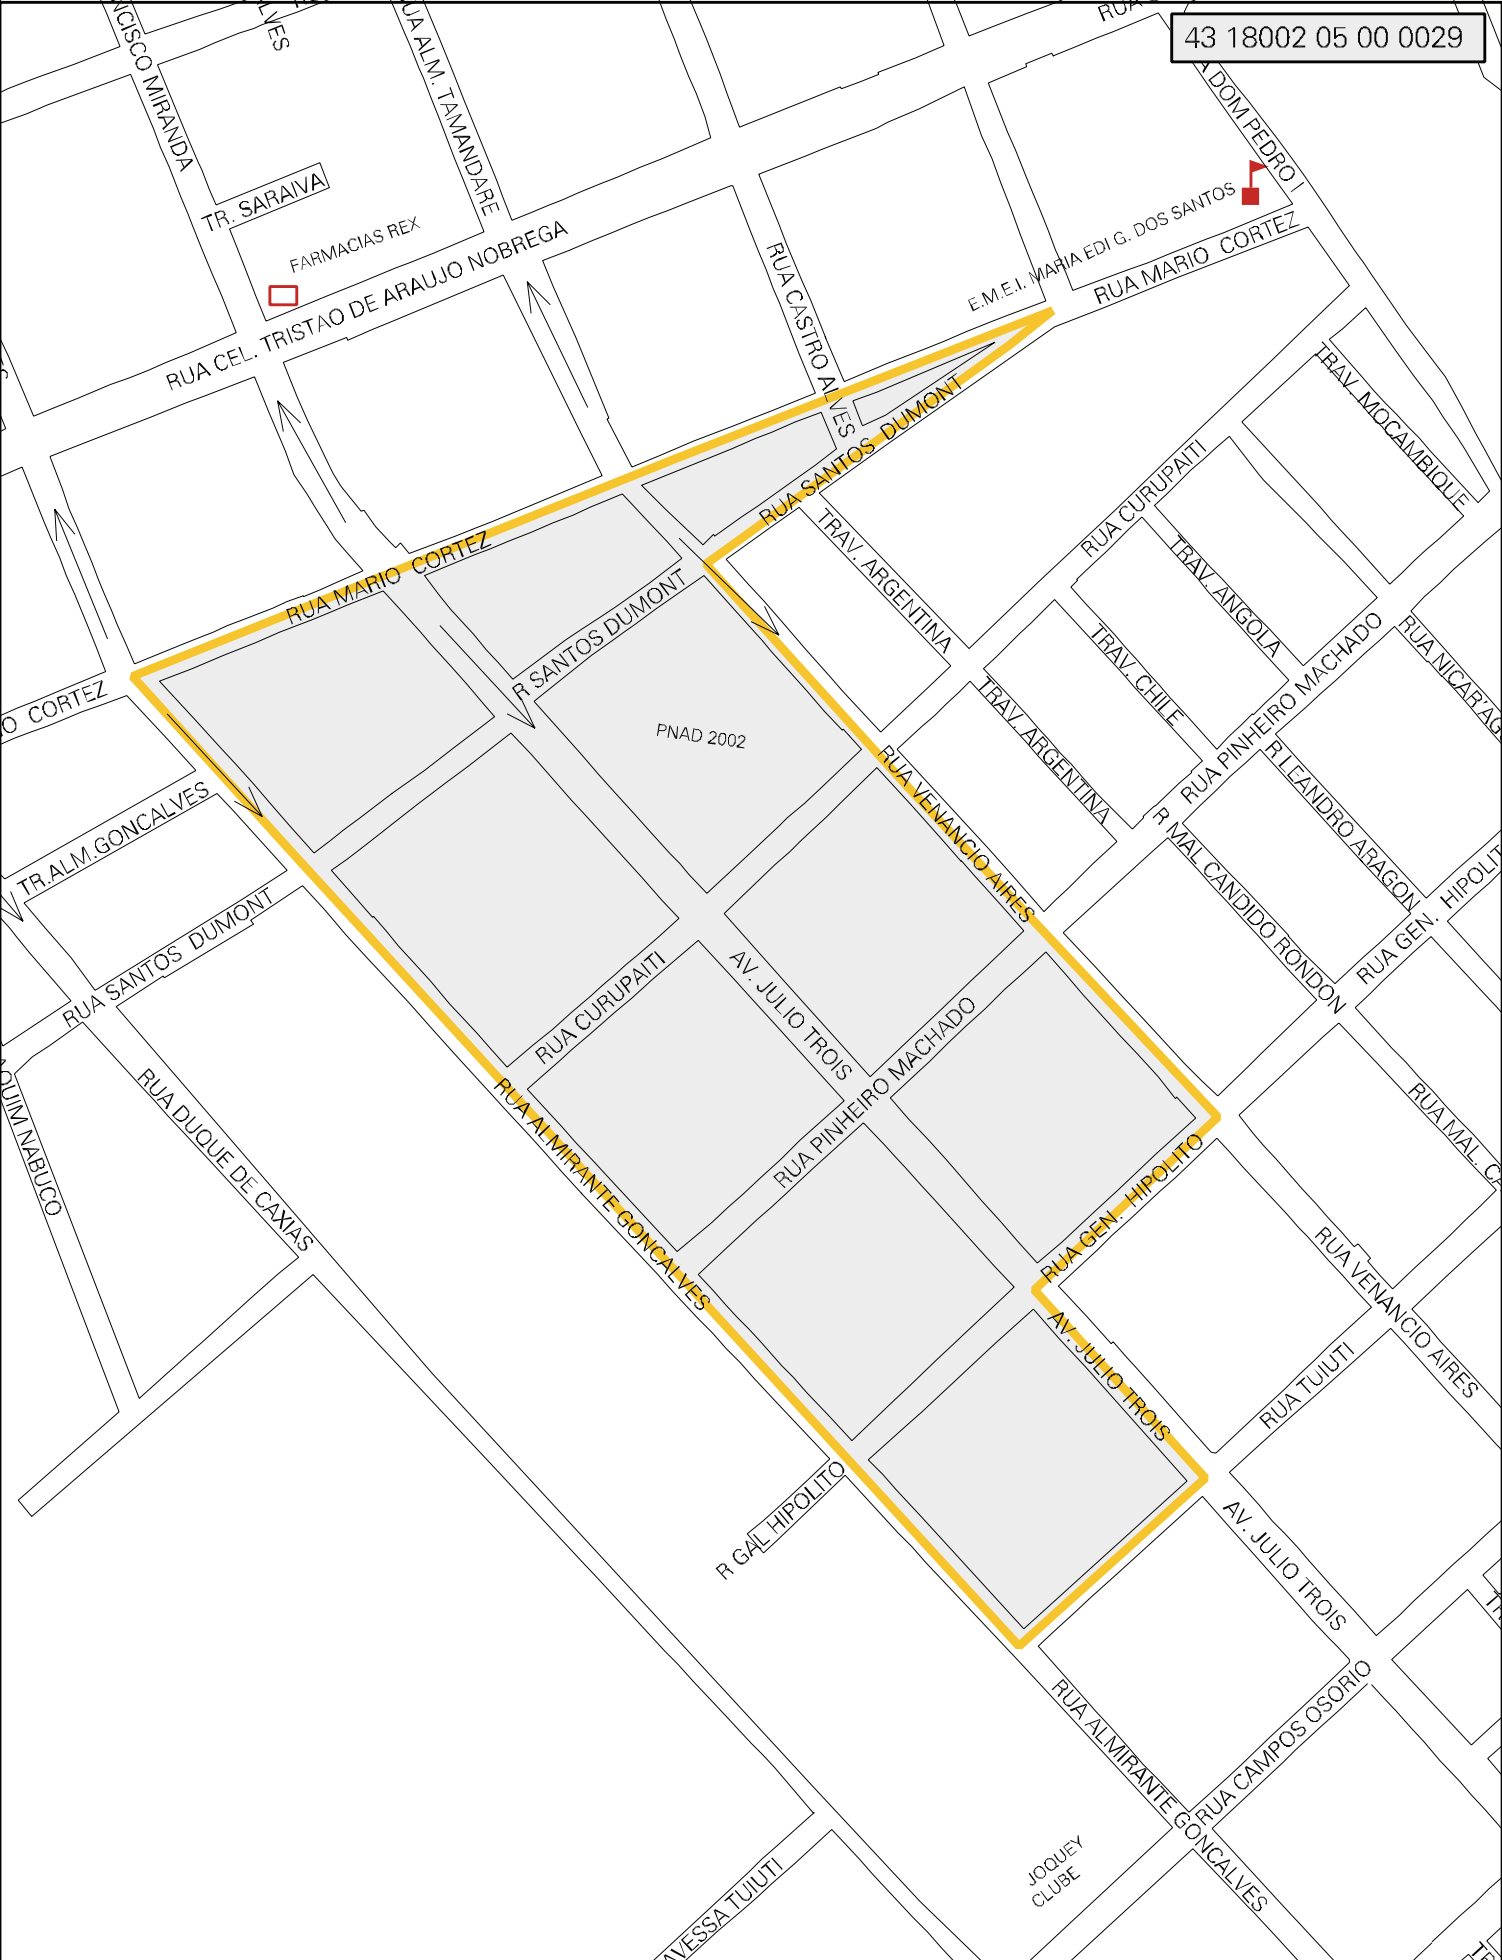 43 18002 05 00 0029
RUA ALM. TAMANDARE
TR. SARAIVA
FARMACIAS REX
RUA CEL. TRISTAO DE ARAUJO NOBREGA
RUA CASTRO ALVES
E.M.E.I. MARIA EDI G. DOS SANTOS
RUA MARIO CORTEZ
DOM PEDRO I
RUA SANTOS DUMONT
RUA MARIO CORTEZ
R SANTOS DUMONT
TRAV. MOCAMBIQUE
RUA CURUPAITI
TRAV. ARGENTINA
TRAV. ANGOLA
TRAV. CHILE
RUA PINHEIRO MACHADO
CORTEZ
PNAD 2002
TRAV. ARGENTINA
RUA VENANCIO AIRES
R LEANDRO ARAGON
R MAL CANDIDO RONDON
RUA GEN. HIPOLIT
TR.ALM.GONCALVES
RUA SANTOS DUMONT
RUA CURUPAITI
AV. JULIO TROIS
RUA PINHEIRO MACHADO
RUA ALMIRANTE GONCALVES
RUA DUQUE DE CAXIAS
NABUCO
RUA GEN. HIPOLITO
RUA MAL.
RUA VENANCIO AIRES
AV. JULIO TROIS
RUA TUIUTI
R GAL HIPOLITO
AV. JULIO TROIS
RUA CAMPOS OSORIO
RUA ALMIRANTE GONCALVES
JOQUEY
CLUBE
TUIUTI